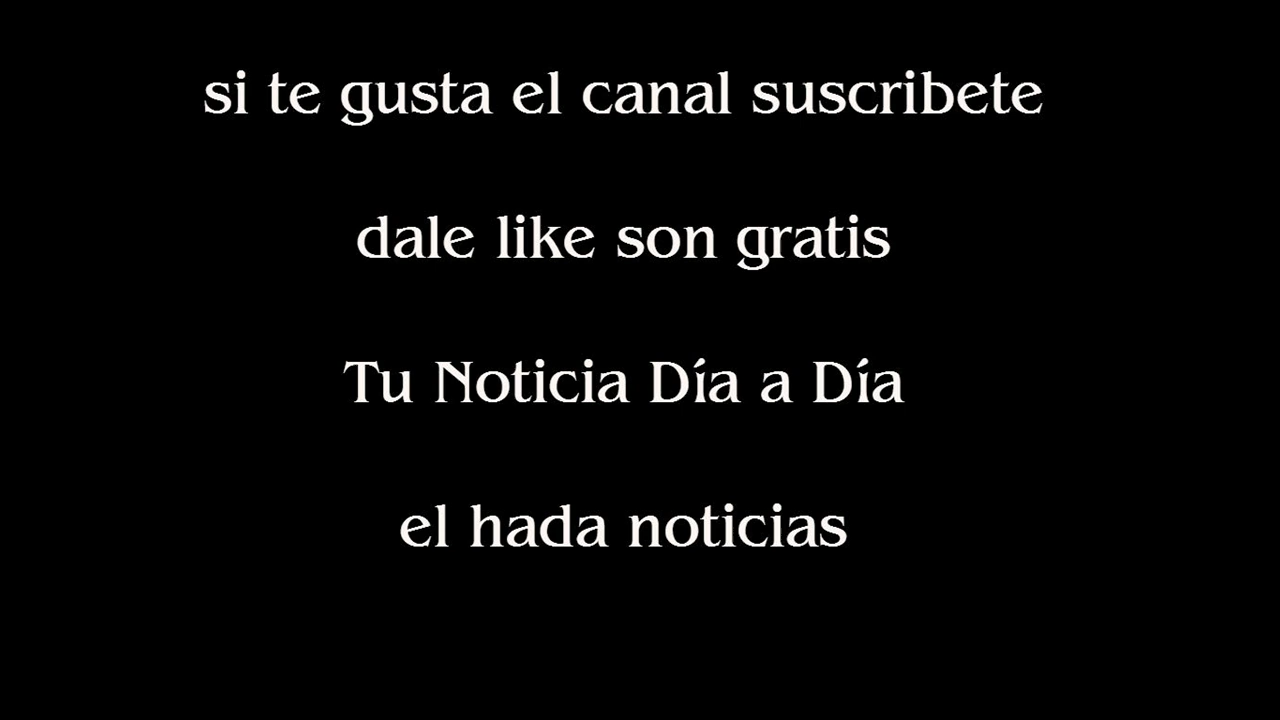 si te gusta el canal suscribete
dale like son gratis
Tu Noticia Día a Día
el hada noticias